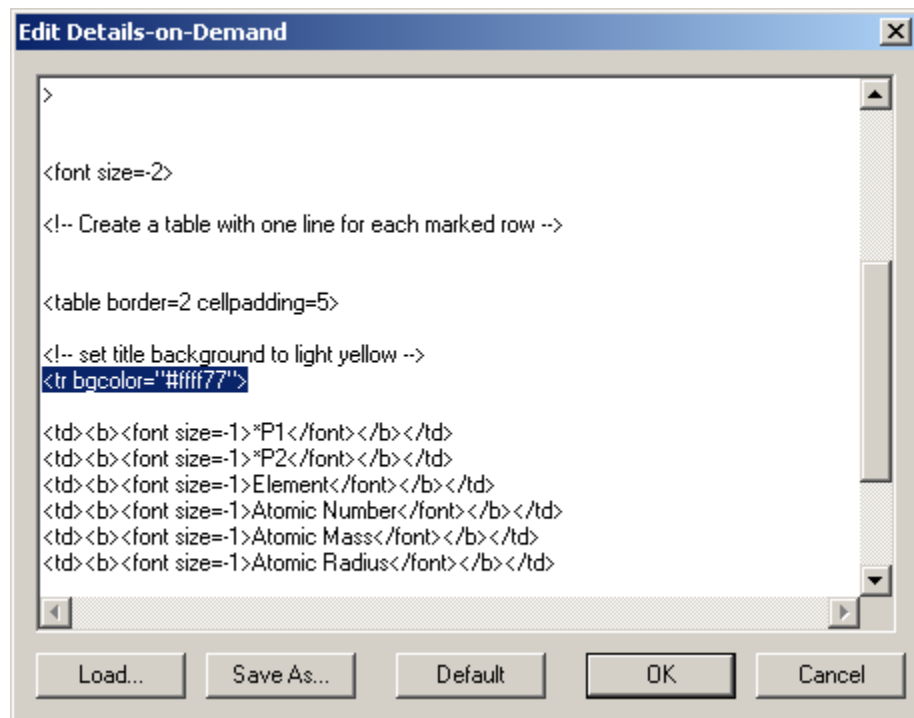 Edit Details-on-Demand
>
<font size=-2>
<!-- Create a table with one line for each marked row -->
<table border=2 cellpadding=5>
<!-- set title background to light yellow -->
<tr bgcolor="#ffff77">
<td><b><font size=-1>*P1</font></b></td>
<td><b><font size=-1>*P2</font></b></td>
<td><b><font size=-1>Element</font></b></td>
<td><b><font size=-1>Atomic Number</font></b></td>
<td><b><font size=-1>Atomic Mass</font></b></td>
<td><b><font size=-1>Atomic Radius</font></b></td>
Load... Save As... Default OK Cancel